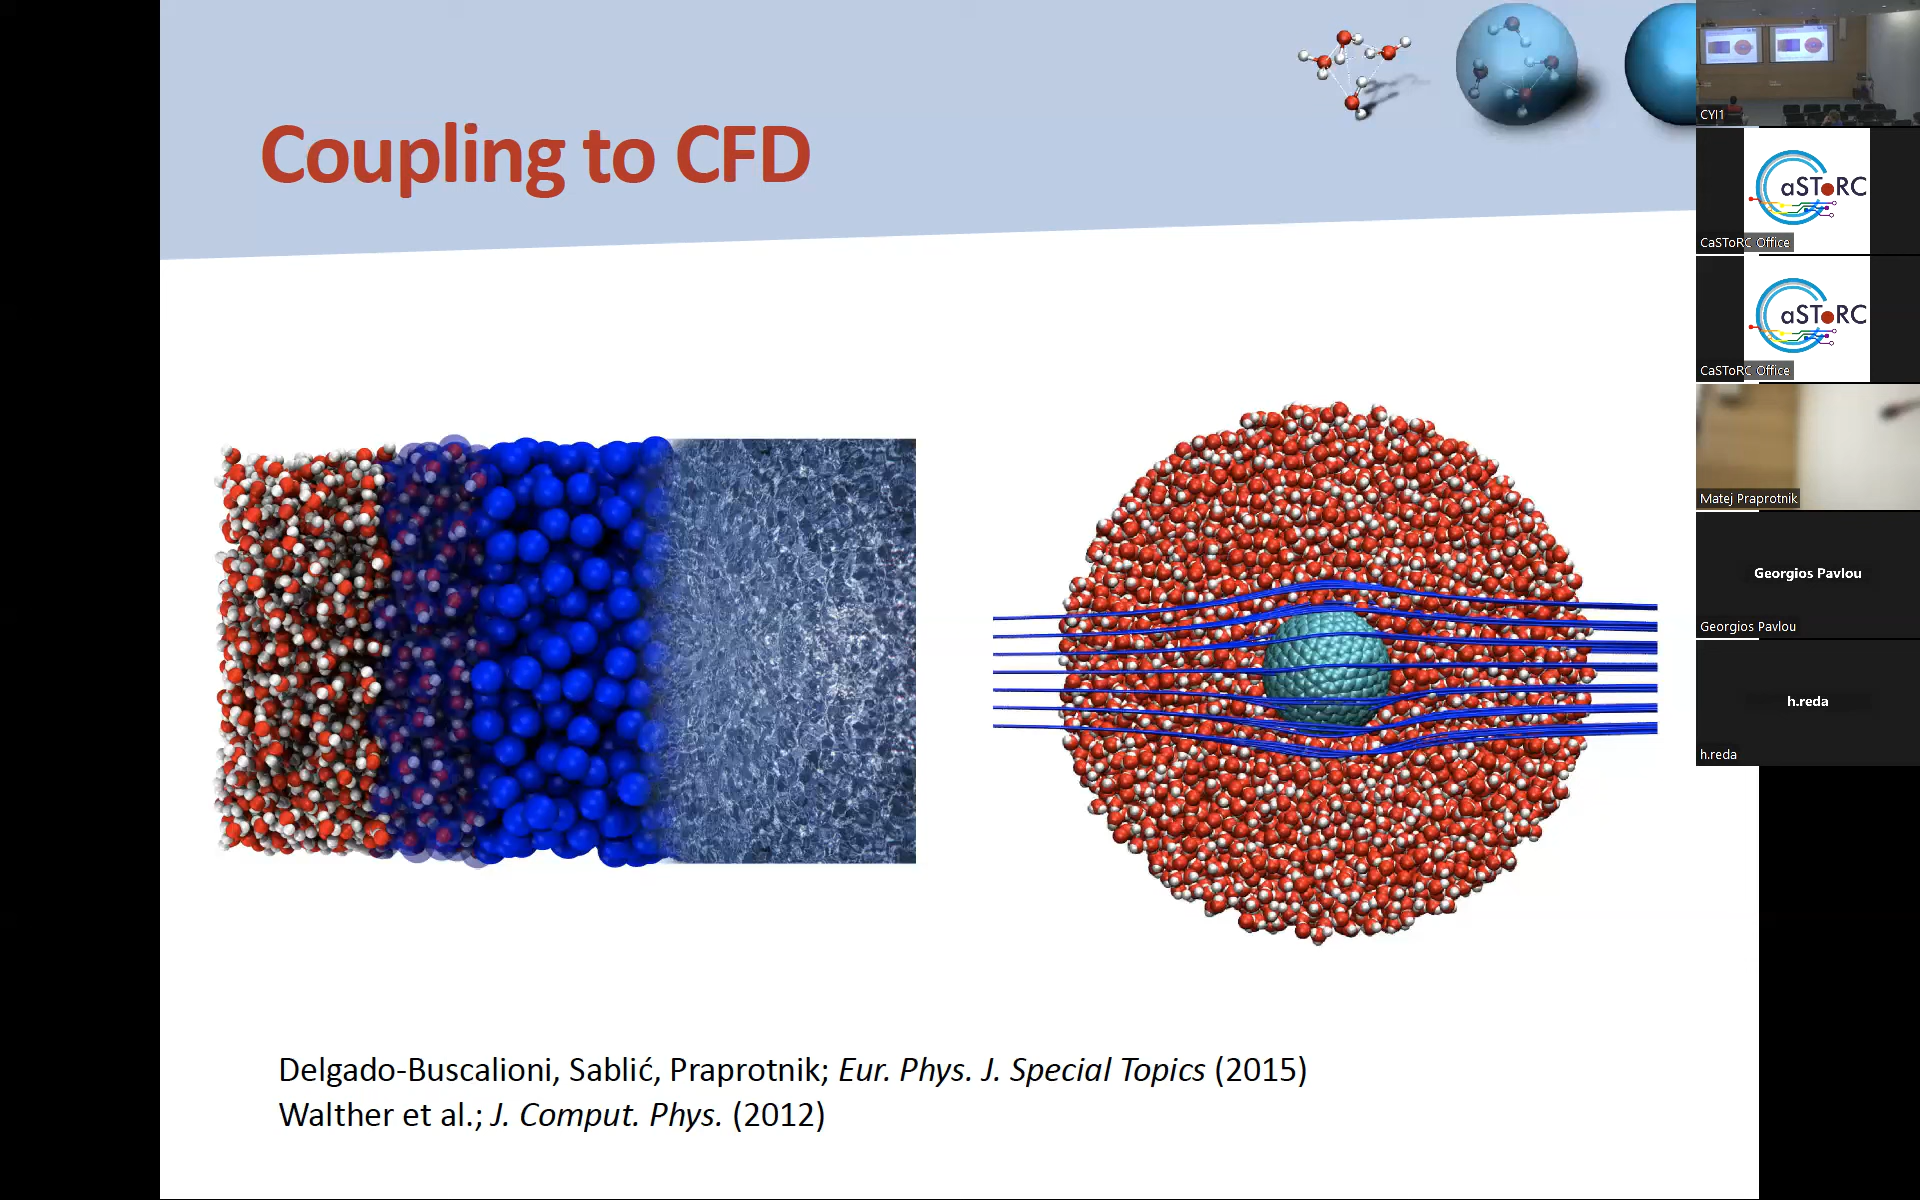 Coupling to CFD
Delgado-Buscalioni, Sablić, Praprotnik; Eur. Phys. J. Special Topics (2015)
Walther et al.; J. Comput. Phys. (2012)
CYI1
aSToRC
CaSToRC Office
aSToRC
CaSToRC Office
Matej Praprotnik
Georgios Pavlou
Georgios Pavlou
h.reda
h.reda